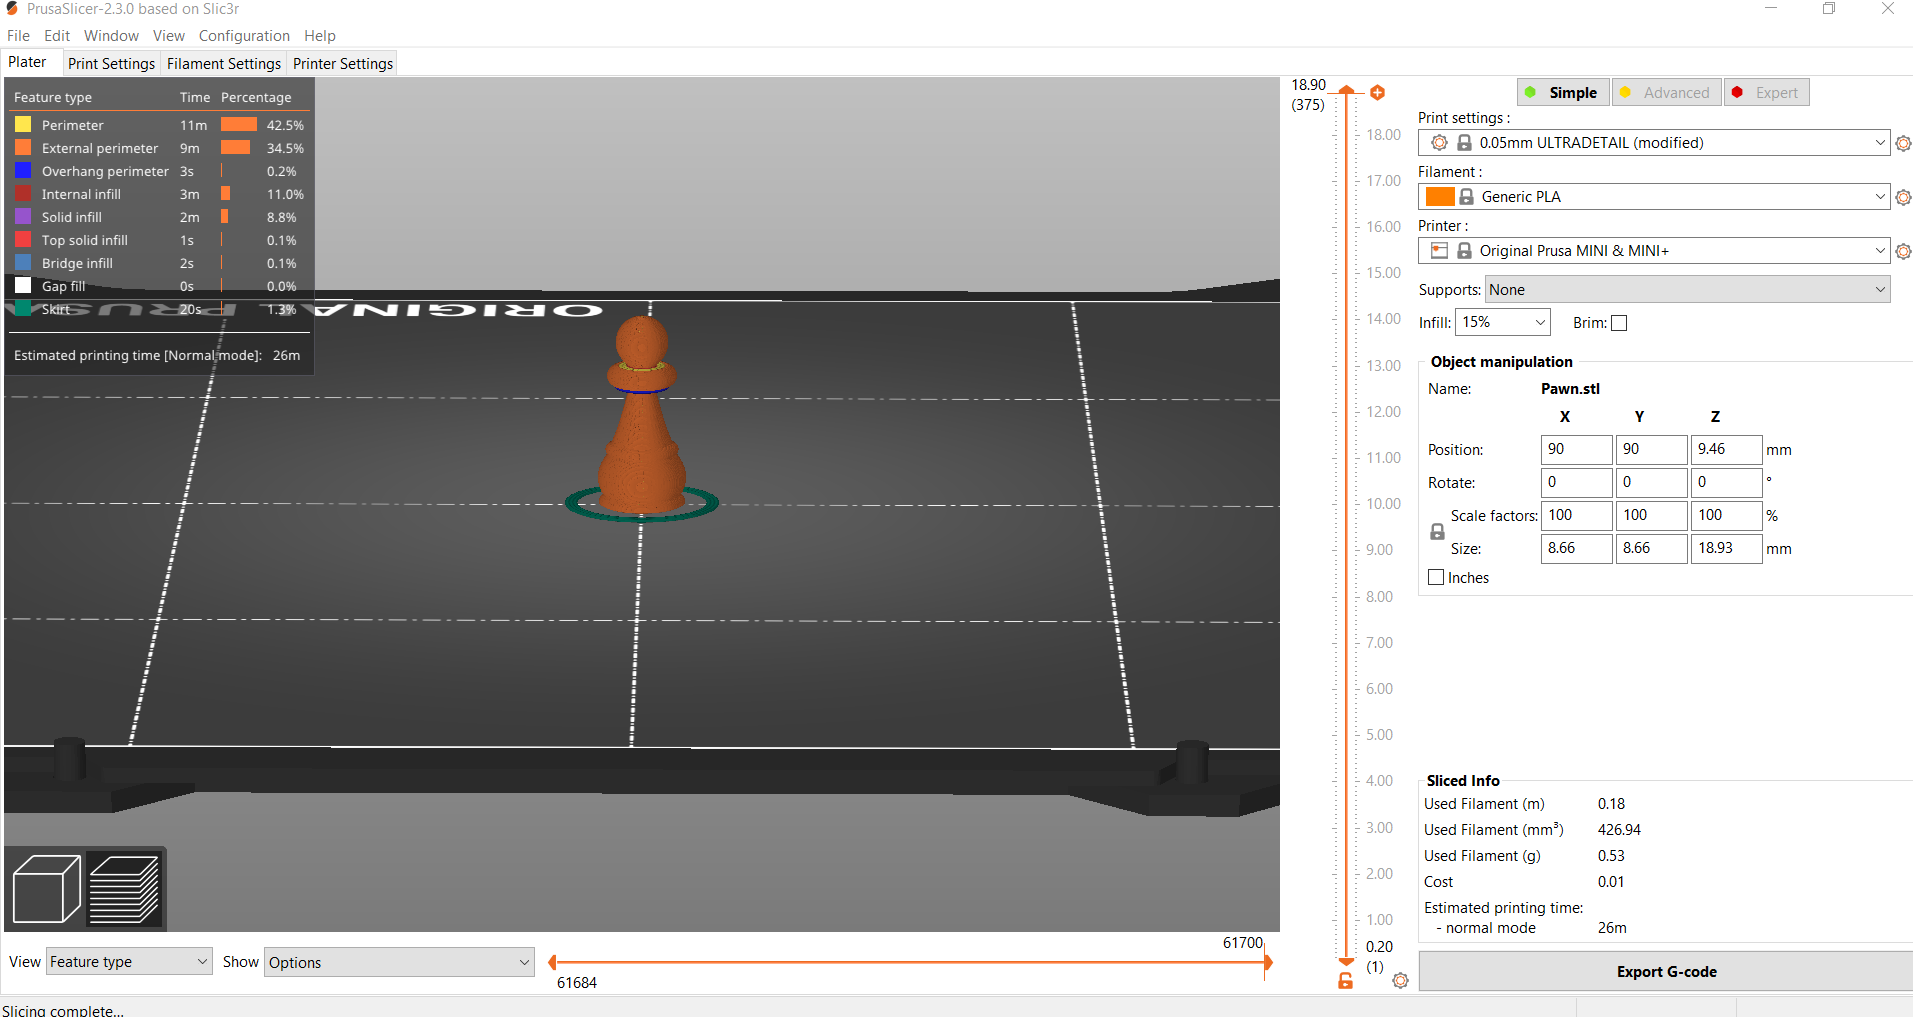 PrusaSlicer-2.3.0 based on Slic3r
File Edit Window View Configuration Help
Plater Print Settings Filament Settings Printer Settings
Feature type Time Percentage
Perimeter 11m 42.5%
External perimeter 9m 34.5%
Overhang perimeter 3s 0.2%
Internal infill 3m 11.0%
Solid infill 2m 8.8%
Top solid infill 1s 0.1%
Bridge infill 2s 0.1%
Gap fill 0s 0.0%
Skirt 20s 1.3%
Estimated printing time [Normal mode]: 26m
ORIGINAL PRUSA
18.90
(375)
18.00
17.00
16.00
15.00
14.00
13.00
12.00
11.00
10.00
9.00
8.00
7.00
6.00
5.00
4.00
3.00
2.00
1.00
0.20
(1)
Simple Advanced Expert
Print settings :
0.05mm ULTRADETAIL (modified)
Filament :
Generic PLA
Printer :
Original Prusa MINI & MINI+
Supports: None
Infill: 15% Brim:
Object manipulation
Name: Pawn.stl
X Y Z
Position: 90 90 9.46 mm
Rotate: 0 0 0 °
Scale factors: 100 100 100 %
Size: 8.66 8.66 18.93 mm
Inches
Sliced Info
Used Filament (m) 0.18
Used Filament (mm³) 426.94
Used Filament (g) 0.53
Cost 0.01
Estimated printing time:
- normal mode 26m
Export G-code
View Feature type Show Options
61700
61684
Slicing complete...